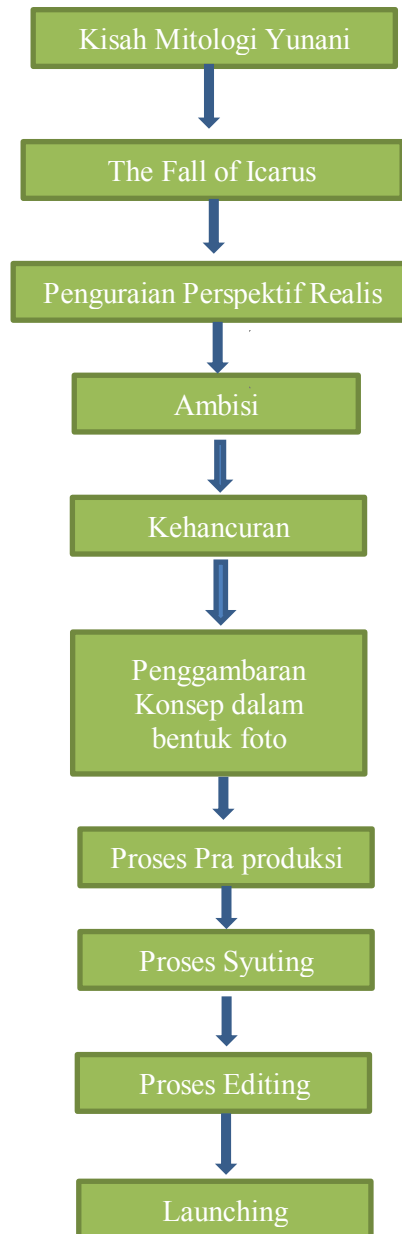 Kisah Mitologi Yunani
The Fall of Icarus
Penguraian Perspektif Realis
Ambisi
Kehancuran
Penggambaran
Konsep dalam
bentuk foto
Proses Pra produksi
Proses Syuting
Proses Editing
Launching